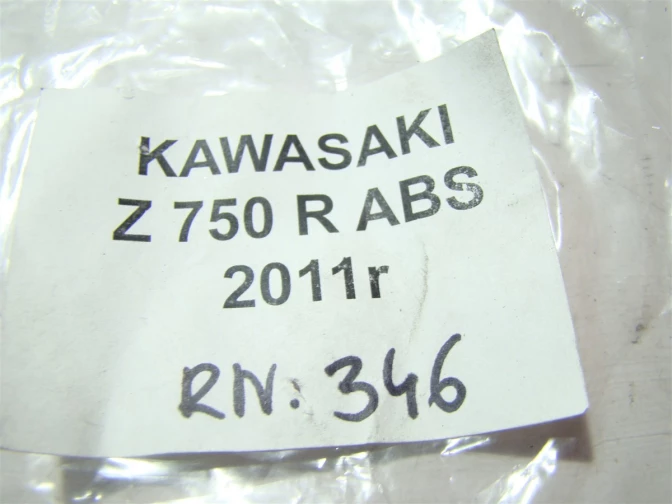 KAWASAKI
Z 750 R ABS
2011r
RN. 346